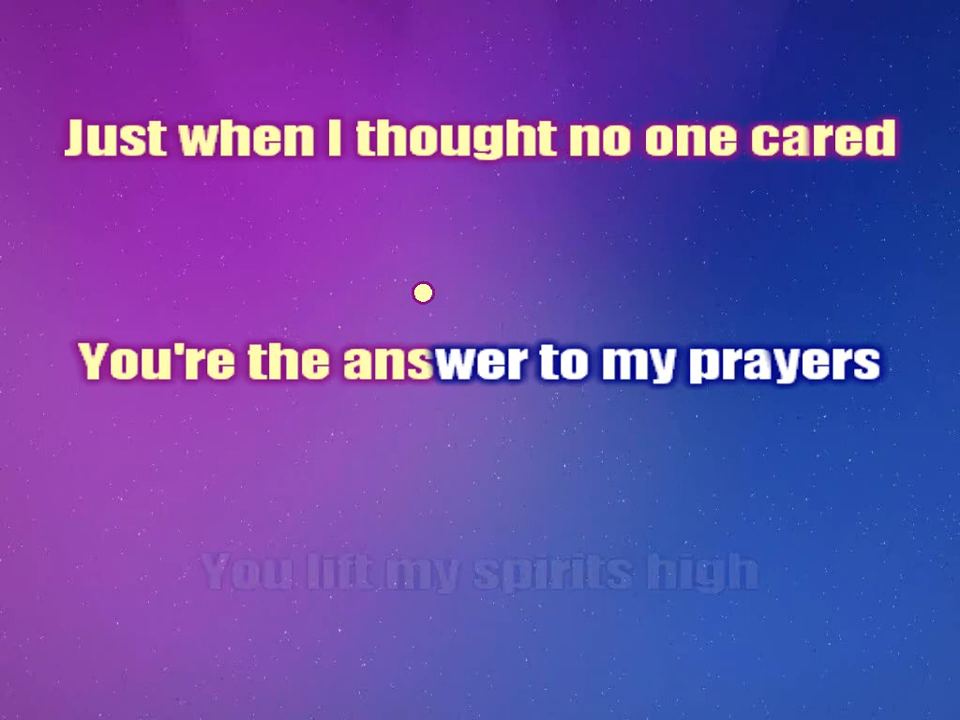 Just when I thought no one cared
You're the answer to my prayers
You lift my spirits high